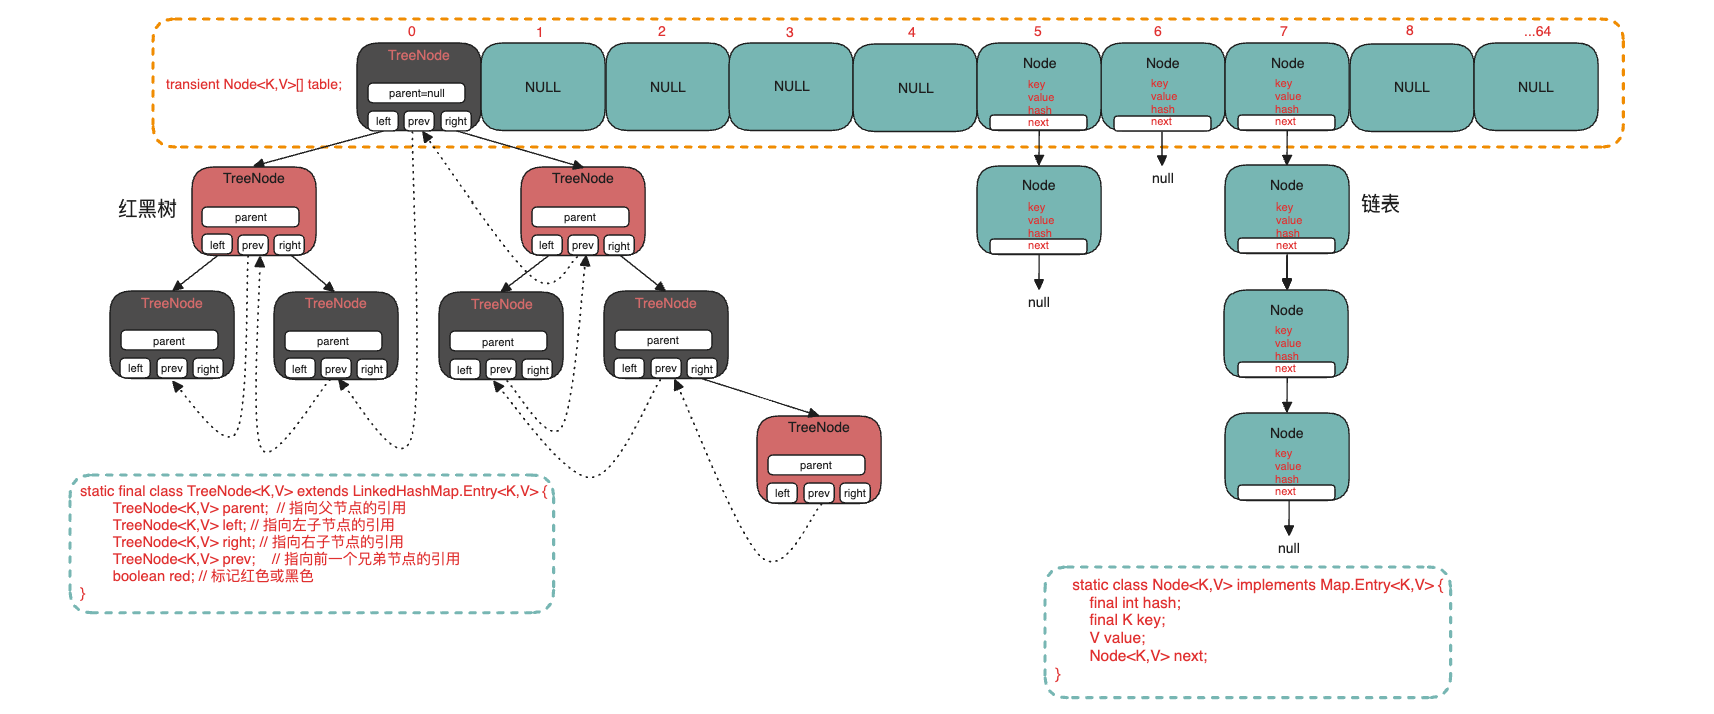 0 1 2 3 4 5 6 7 8 ...64
transient Node<K,V>[] table;
TreeNode
parent=null
left prev right
NULL
NULL
NULL
NULL
Node
key
value
hash
next
Node
key
value
hash
next
Node
key
value
hash
next
NULL
NULL
红黑树
TreeNode
parent
left prev right
TreeNode
parent
left prev right
Node
key
value
hash
next
null
Node
key
value
hash
next
链表
TreeNode
parent
left prev right
TreeNode
parent
left prev right
TreeNode
parent
left prev right
TreeNode
parent
left prev right
null
Node
key
value
hash
next
TreeNode
parent
left prev right
Node
key
value
hash
next
null
static final class TreeNode<K,V> extends LinkedHashMap.Entry<K,V> {
TreeNode<K,V> parent; // 指向父节点的引用
TreeNode<K,V> left; // 指向左子节点的引用
TreeNode<K,V> right; // 指向右子节点的引用
TreeNode<K,V> prev; // 指向前一个兄弟节点的引用
boolean red; // 标记红色或黑色
}
static class Node<K,V> implements Map.Entry<K,V> {
final int hash;
final K key;
V value;
Node<K,V> next;
}